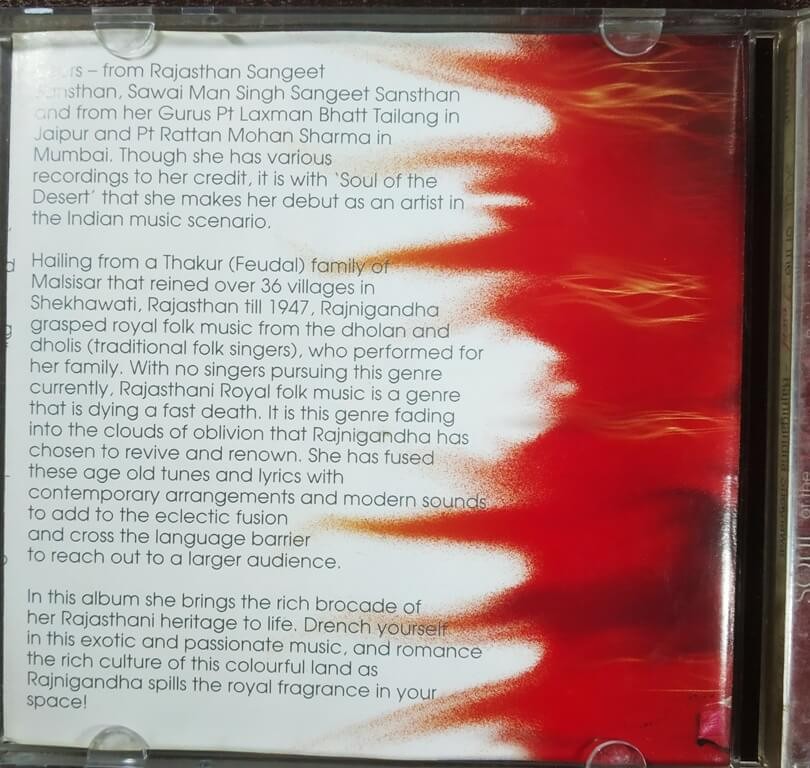 – from Rajasthan Sangeet
Sansthan, Sawai Man Singh Sangeet Sansthan
and from her Gurus Pt Laxman Bhatt Tailang in
Jaipur and Pt Rattan Mohan Sharma in
Mumbai. Though she has various
recordings to her credit, it is with ‘Soul of the
Desert’ that she makes her debut as an artist in
the Indian music scenario.
Hailing from a Thakur (Feudal) family of
Malsisar that reined over 36 villages in
Shekhawati, Rajasthan till 1947, Rajnigandha
grasped royal folk music from the dholan and
dholis (traditional folk singers), who performed for
her family. With no singers pursuing this genre
currently, Rajasthani Royal folk music is a genre
that is dying a fast death. It is this genre fading
into the clouds of oblivion that Rajnigandha has
chosen to revive and renown. She has fused
these age old tunes and lyrics with
contemporary arrangements and modern sounds
to add to the eclectic fusion
and cross the language barrier
to reach out to a larger audience.
In this album she brings the rich brocade of
her Rajasthani heritage to life. Drench yourself
in this exotic and passionate music, and romance
the rich culture of this colourful land as
Rajnigandha spills the royal fragrance in your
space!